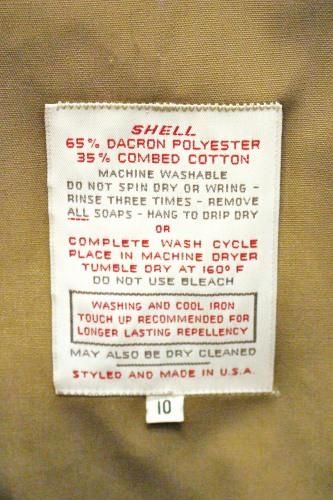 SHELL
65% DACRON POLYESTER
35% COMBED COTTON
MACHINE WASHABLE
DO NOT SPIN DRY OR WRING -
RINSE THREE TIMES - REMOVE
ALL SOAPS - HANG TO DRIP DRY
OR
COMPLETE WASH CYCLE
PLACE IN MACHINE DRYER
TUMBLE DRY AT 160° F
DO NOT USE BLEACH
WASHING AND COOL IRON
TOUCH UP RECOMMENDED FOR
LONGER LASTING REPELLENCY
MAY ALSO BE DRY CLEANED
STYLED AND MADE IN U.S.A.
10